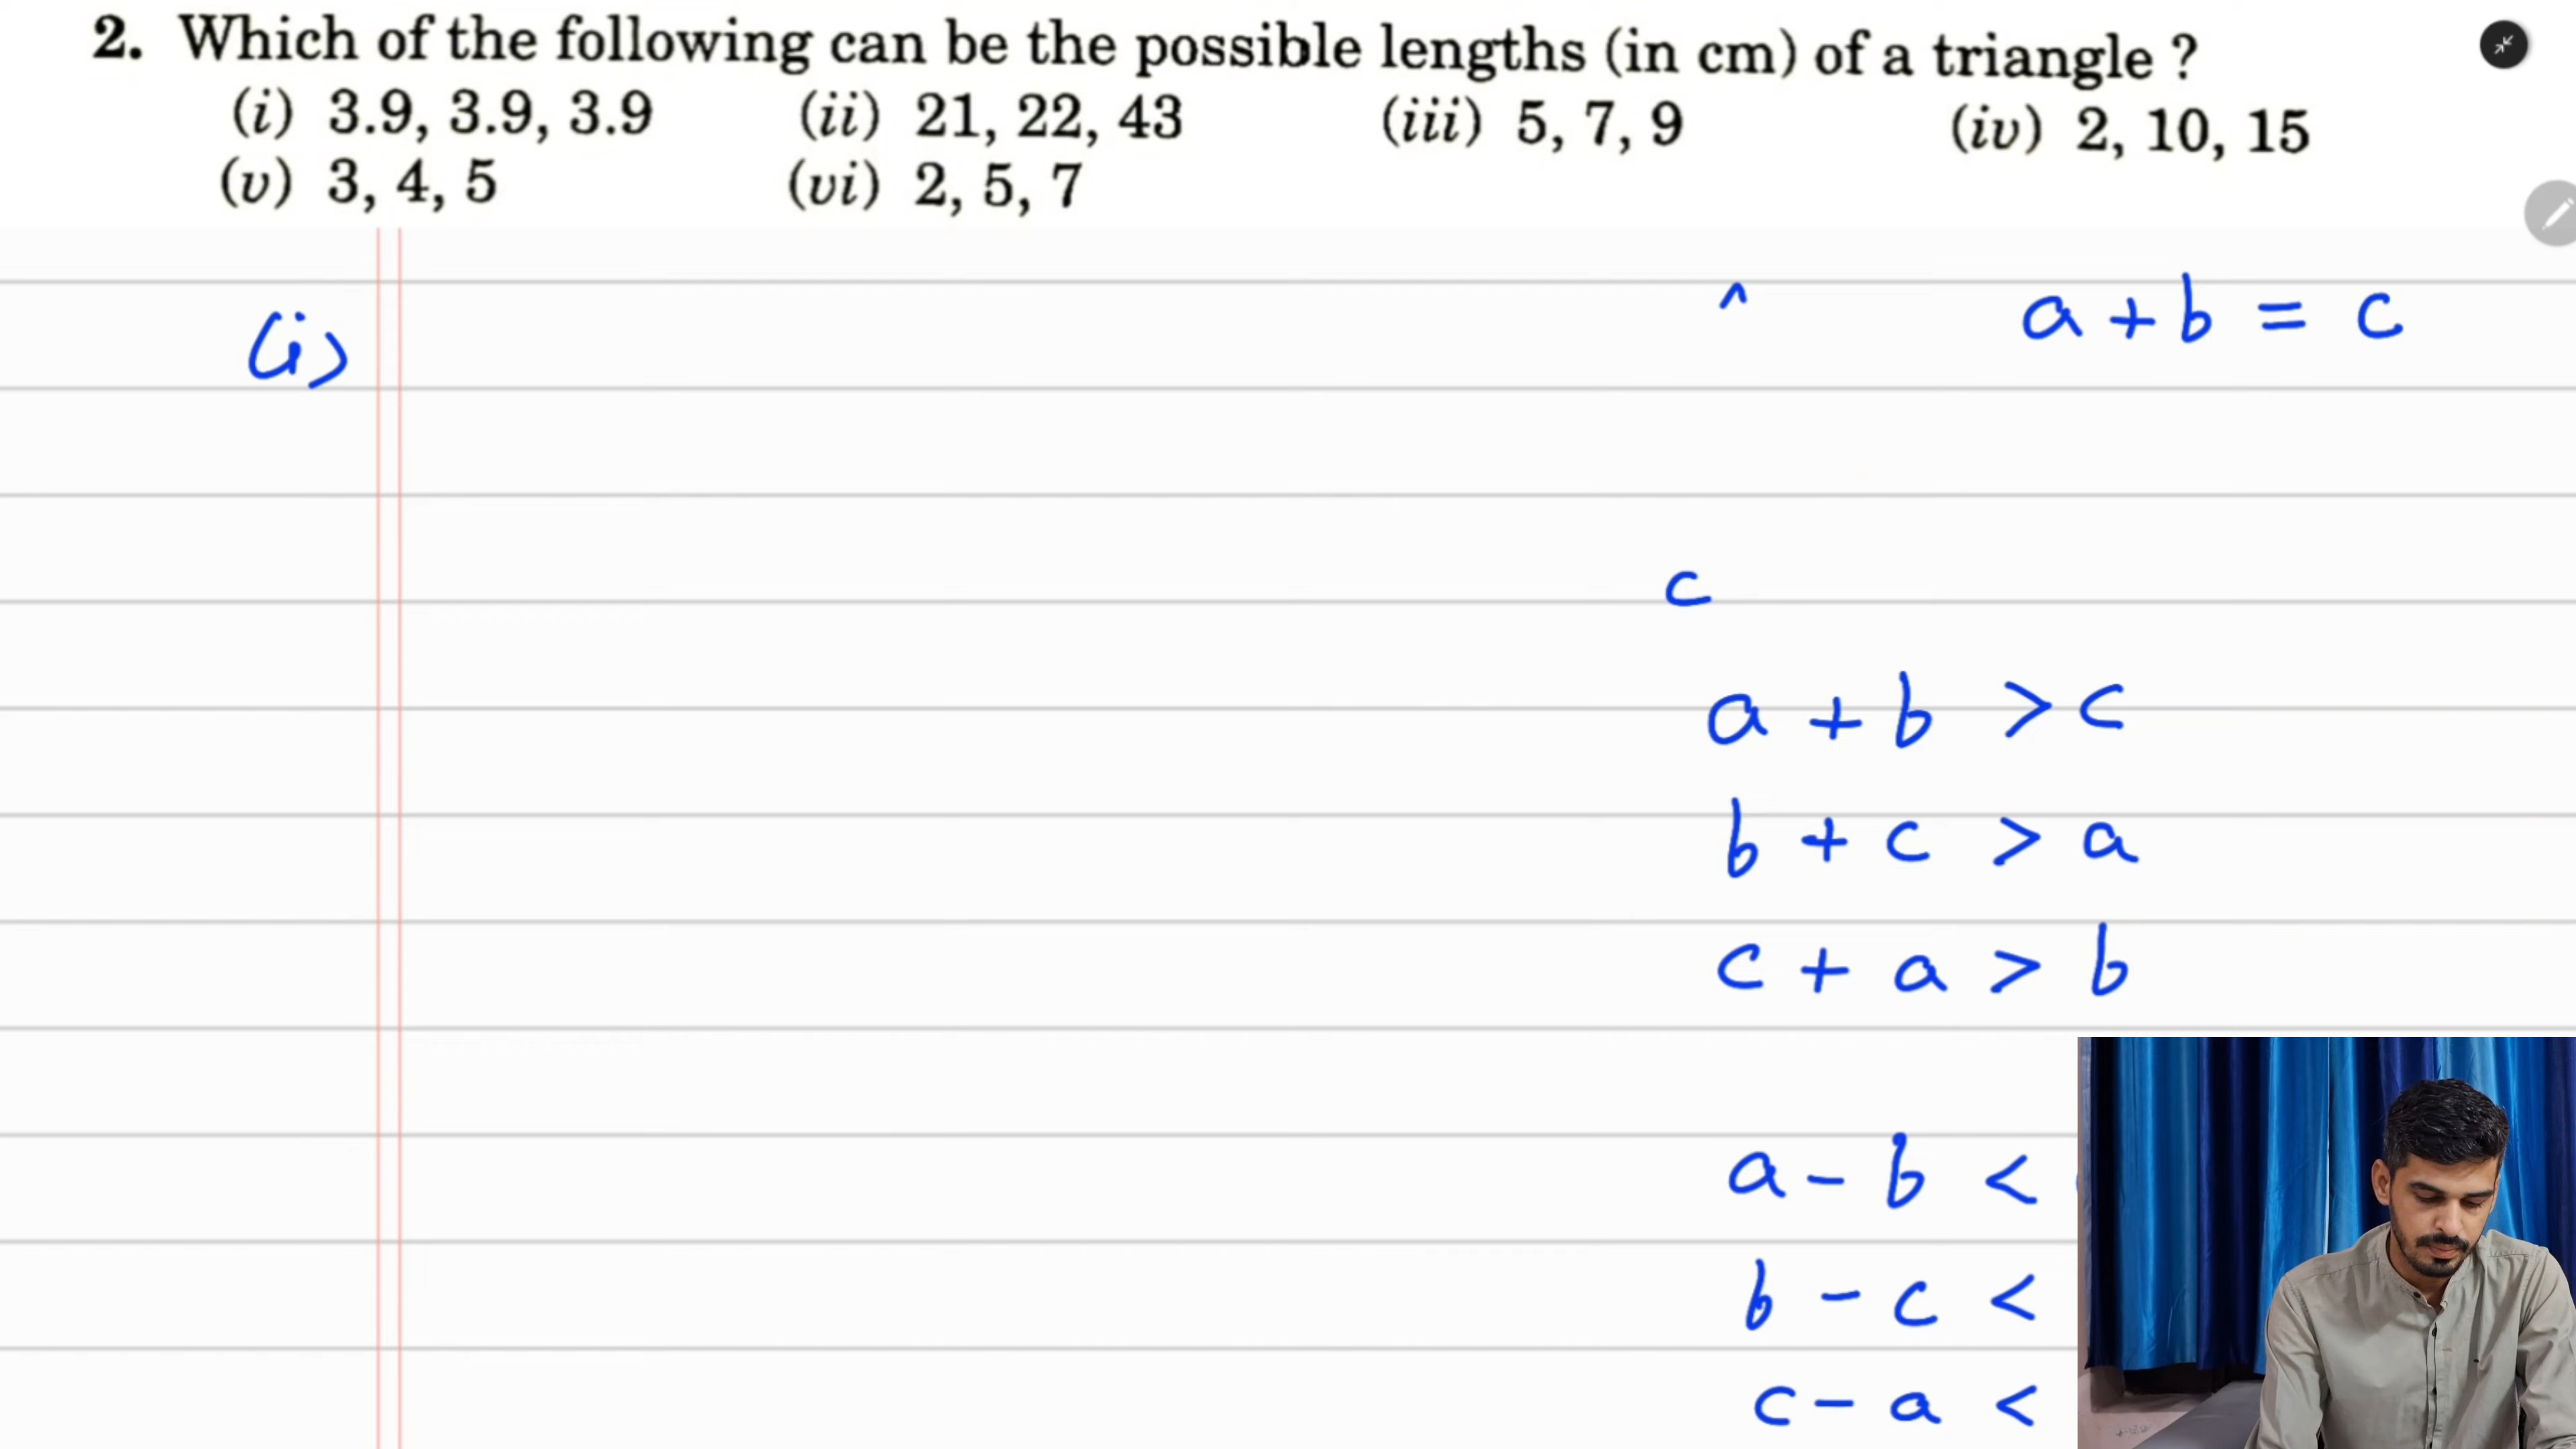 2. Which of the following can be the possible lengths (in cm) of a triangle ?
(i) 3.9, 3.9, 3.9 (ii) 21, 22, 43 (iii) 5, 7, 9 (iv) 2, 10, 15
(v) 3, 4, 5 (vi) 2, 5, 7
(i) a + b = c
c
a + b > c
b + c > a
c + a > b
a - b <
b - c <
c - a <